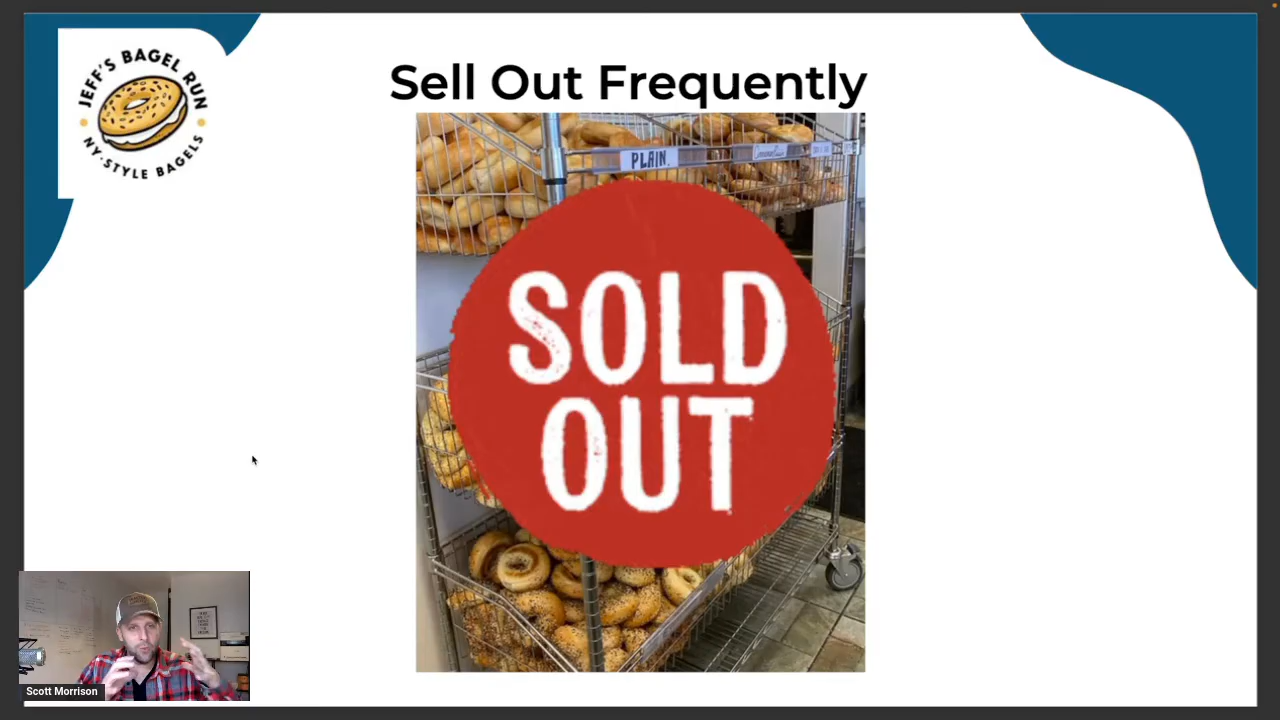 JEFF'S BAGEL RUN
NY-STYLE BAGELS
Sell Out Frequently
PLAIN.
SOLD
OUT
Scott Morrison